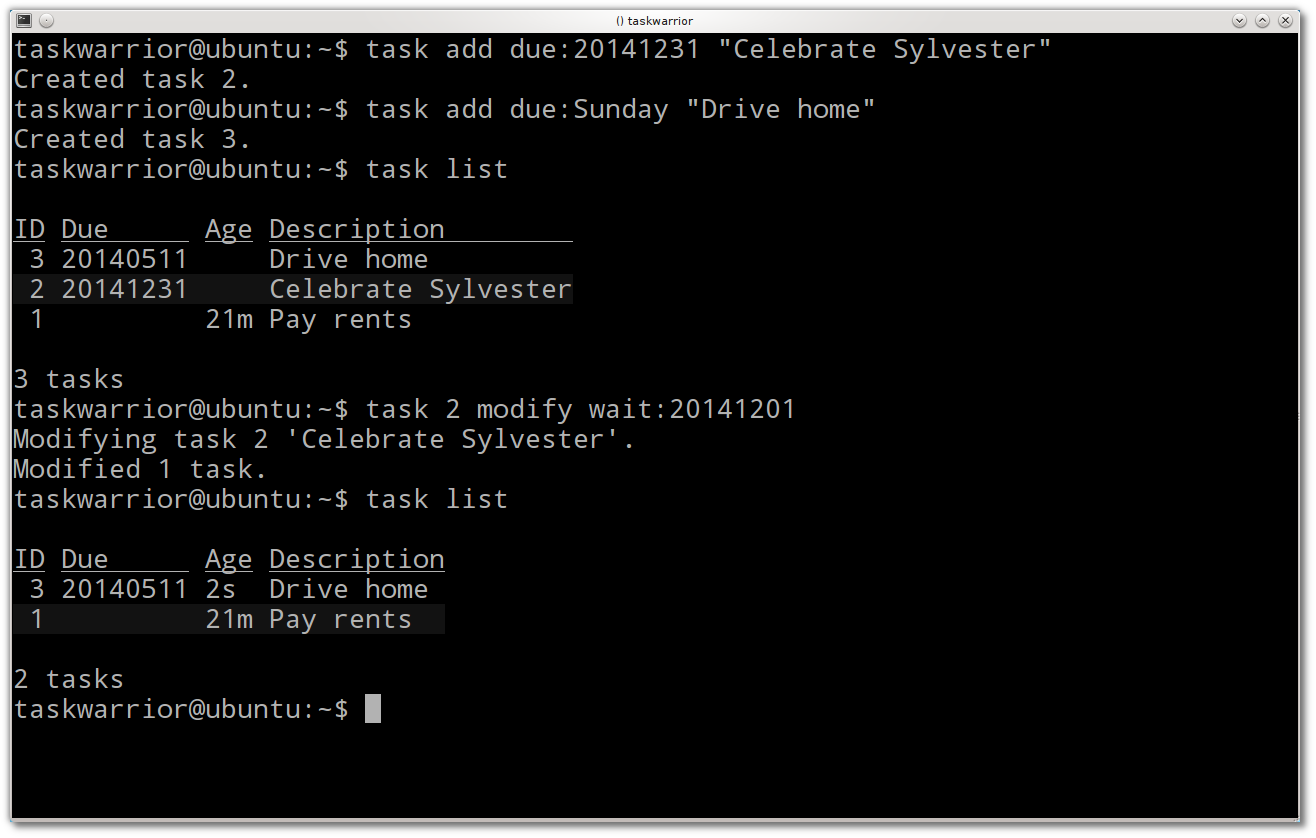 () taskwarrior
taskwarrior@ubuntu:~$ task add due:20141231 "Celebrate Sylvester"
Created task 2.
taskwarrior@ubuntu:~$ task add due:Sunday "Drive home"
Created task 3.
taskwarrior@ubuntu:~$ task list
ID Due Age Description
3 20140511 Drive home
2 20141231 Celebrate Sylvester
1 21m Pay rents
3 tasks
taskwarrior@ubuntu:~$ task 2 modify wait:20141201
Modifying task 2 'Celebrate Sylvester'.
Modified 1 task.
taskwarrior@ubuntu:~$ task list
ID Due Age Description
3 20140511 2s Drive home
1 21m Pay rents
2 tasks
taskwarrior@ubuntu:~$